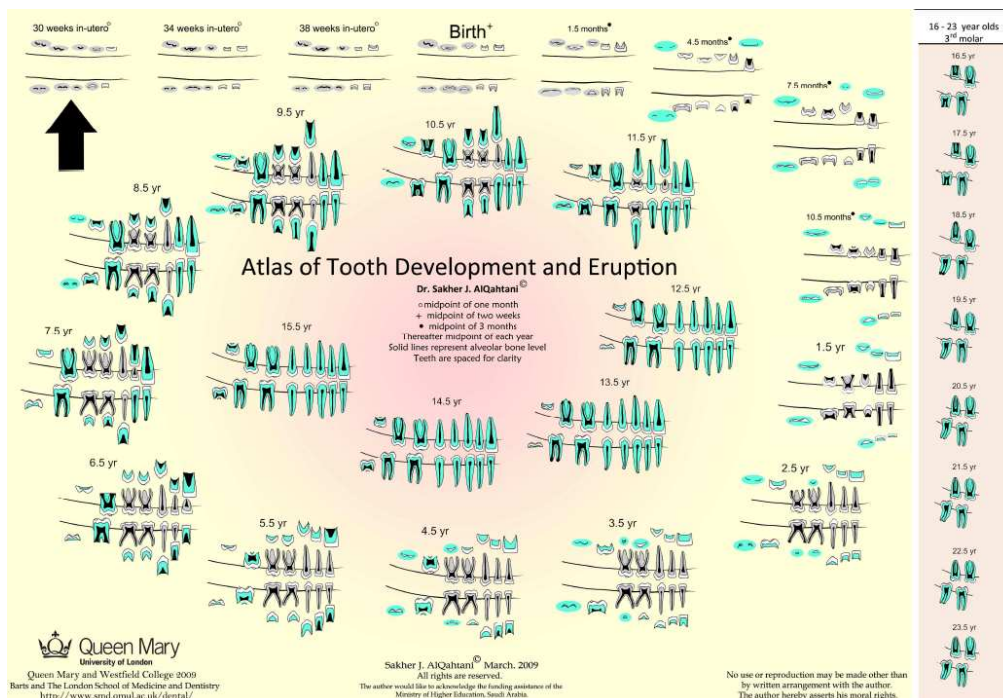 30 weeks in-utero○
34 weeks in-utero○
38 weeks in-utero○
Birth+
1.5 months●
4.5 months●
7.5 months●
10.5 months●
1.5 yr
2.5 yr
3.5 yr
4.5 yr
5.5 yr
6.5 yr
7.5 yr
8.5 yr
9.5 yr
10.5 yr
11.5 yr
12.5 yr
13.5 yr
14.5 yr
15.5 yr
Atlas of Tooth Development and Eruption
Dr. Sakher J. AlQahtani©
○midpoint of one month
+ midpoint of two weeks
● midpoint of 3 months
Thereafter midpoint of each year
Solid lines represent alveolar bone level
Teeth are spaced for clarity
16 - 23 year olds
3rd molar
16.5 yr
17.5 yr
18.5 yr
19.5 yr
20.5 yr
21.5 yr
22.5 yr
23.5 yr
Queen Mary
University of London
Queen Mary and Westfield College 2009
Barts and The London School of Medicine and Dentistry
http://www.smd.qmul.ac.uk/dental/
Sakher J. AlQahtani© March. 2009
All rights are reserved.
The author would like to acknowledge the funding assistance of the
Ministry of Higher Education, Saudi Arabia.
No use or reproduction may be made other than
by written arrangement with the author.
The author hereby asserts his moral rights.